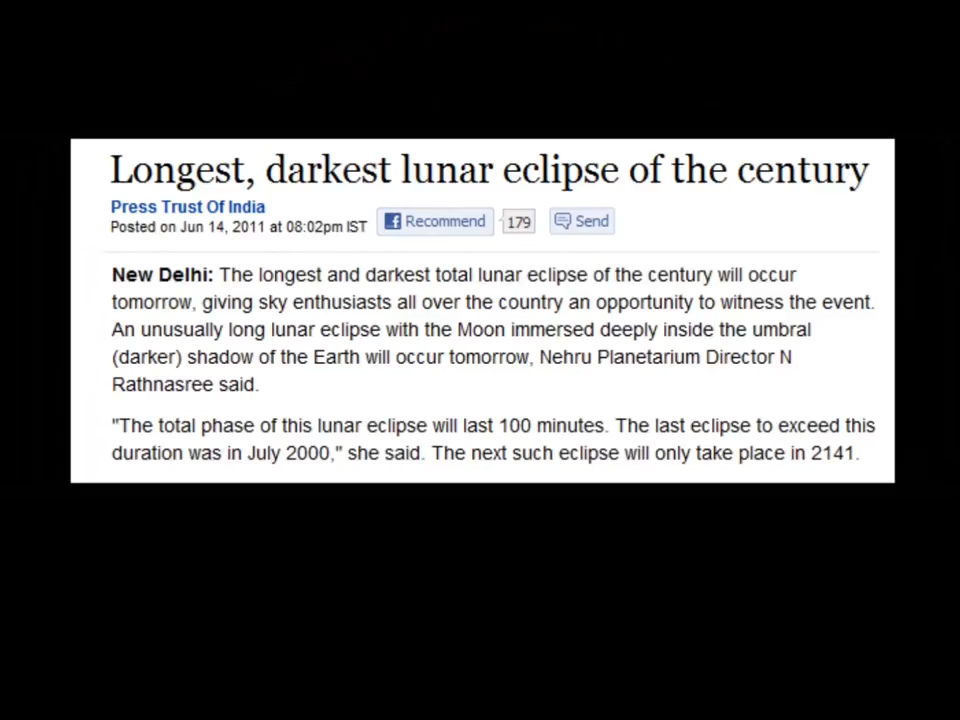 Longest, darkest lunar eclipse of the century
Press Trust Of India
Posted on Jun 14, 2011 at 08:02pm IST
Recommend 179 Send
New Delhi: The longest and darkest total lunar eclipse of the century will occur
tomorrow, giving sky enthusiasts all over the country an opportunity to witness the event.
An unusually long lunar eclipse with the Moon immersed deeply inside the umbral
(darker) shadow of the Earth will occur tomorrow, Nehru Planetarium Director N
Rathnasree said.
"The total phase of this lunar eclipse will last 100 minutes. The last eclipse to exceed this
duration was in July 2000," she said. The next such eclipse will only take place in 2141.